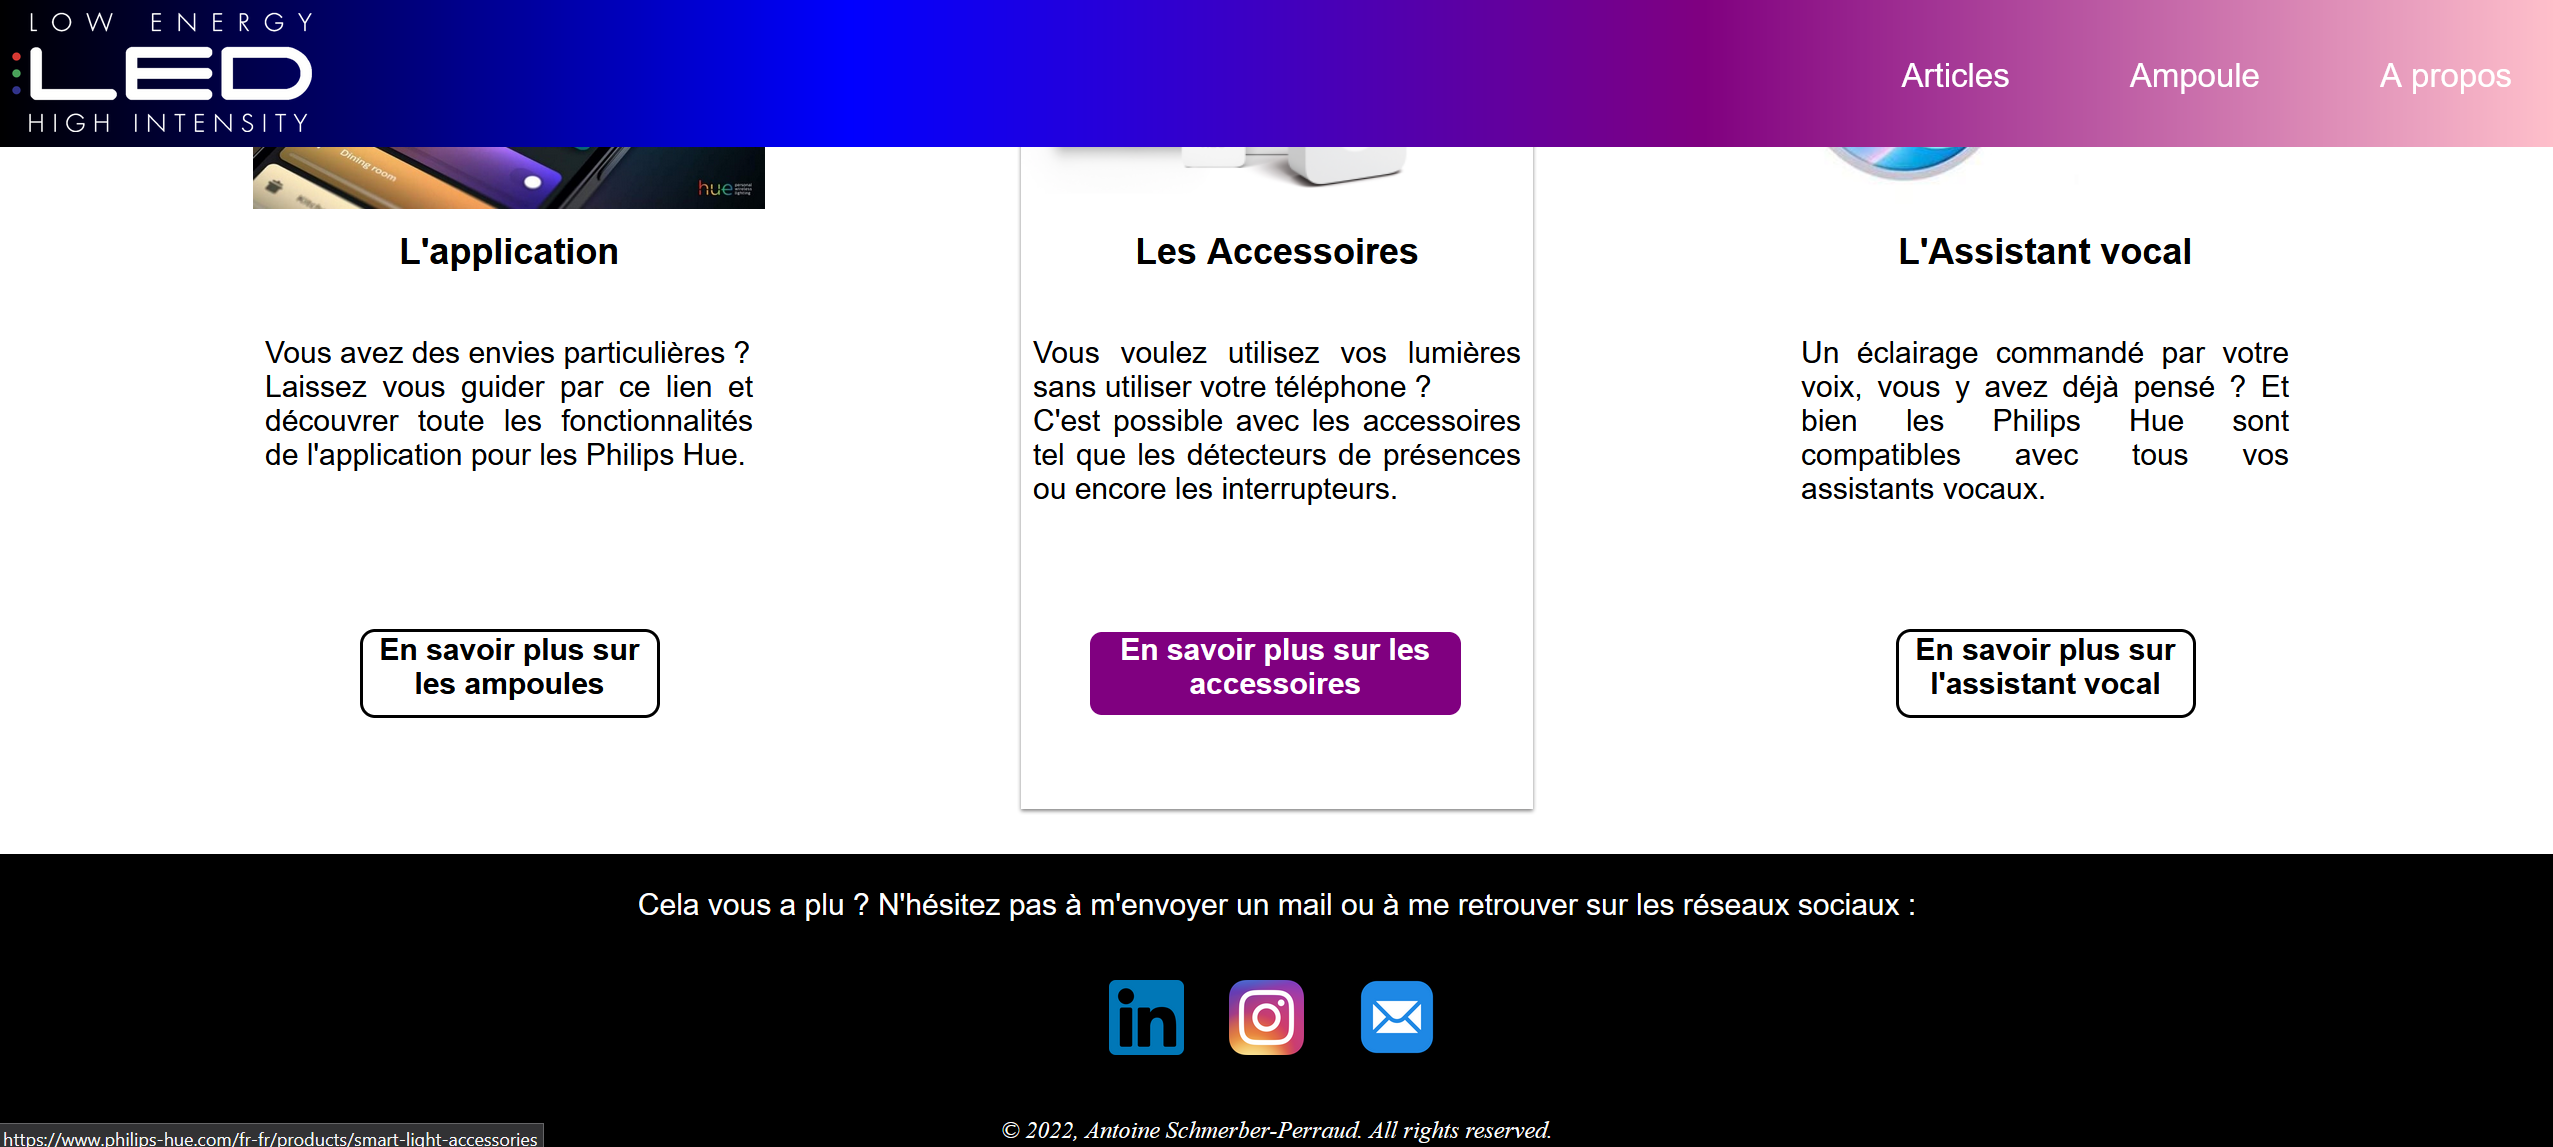 LOW ENERGY
LED
HIGH INTENSITY
Articles
Ampoule
A propos
Dining room
hue personal wireless lighting
L'application
Vous avez des envies particulières ?
Laissez vous guider par ce lien et
découvrer toute les fonctionnalités
de l'application pour les Philips Hue.
En savoir plus sur
les ampoules
Les Accessoires
Vous voulez utilisez vos lumières
sans utiliser votre téléphone ?
C'est possible avec les accessoires
tel que les détecteurs de présences
ou encore les interrupteurs.
En savoir plus sur les
accessoires
L'Assistant vocal
Un éclairage commandé par votre
voix, vous y avez déjà pensé ? Et
bien les Philips Hue sont
compatibles avec tous vos
assistants vocaux.
En savoir plus sur
l'assistant vocal
Cela vous a plu ? N'hésitez pas à m'envoyer un mail ou à me retrouver sur les réseaux sociaux :
in
© 2022, Antoine Schmerber-Perraud. All rights reserved.
https://www.philips-hue.com/fr-fr/products/smart-light-accessories